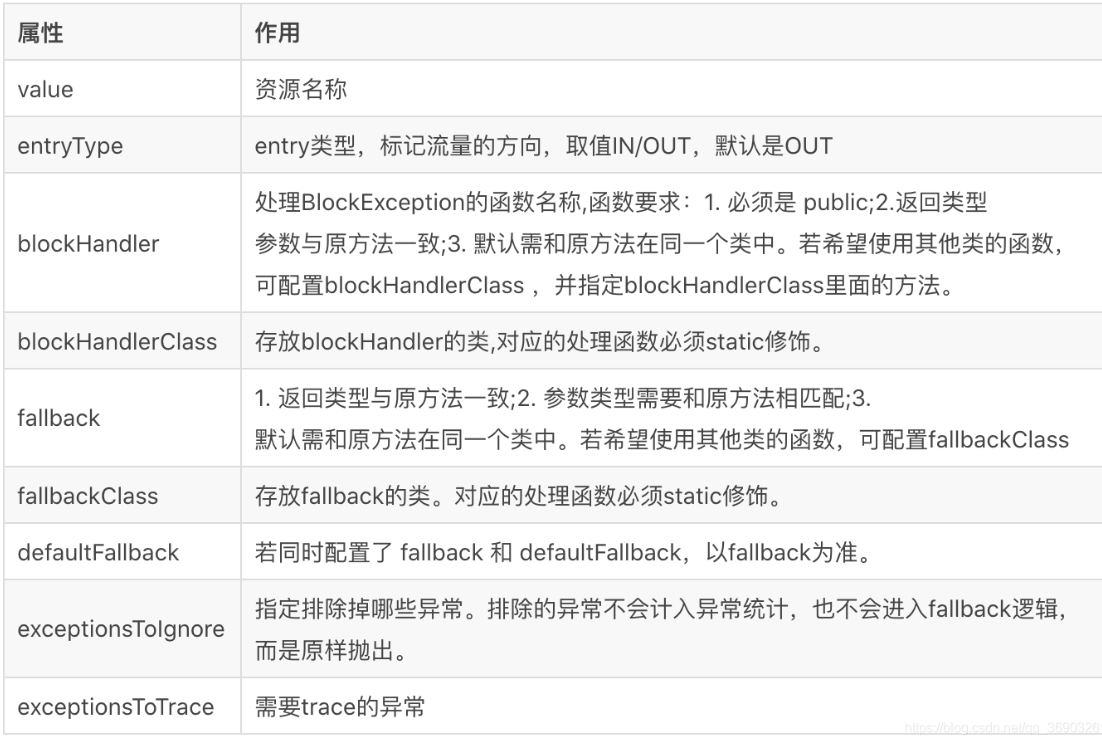 属性 作用
value 资源名称
entryType entry类型，标记流量的方向，取值IN/OUT，默认是OUT
处理BlockException的函数名称,函数要求：1. 必须是 public;2.返回类型
blockHandler 参数与原方法一致;3. 默认需和原方法在同一个类中。若希望使用其他类的函数，
可配置blockHandlerClass ，并指定blockHandlerClass里面的方法。
blockHandlerClass 存放blockHandler的类,对应的处理函数必须static修饰。
fallback 1. 返回类型与原方法一致;2. 参数类型需要和原方法相匹配;3.
默认需和原方法在同一个类中。若希望使用其他类的函数，可配置fallbackClass
fallbackClass 存放fallback的类。对应的处理函数必须static修饰。
defaultFallback 若同时配置了 fallback 和 defaultFallback，以fallback为准。
exceptionsToIgnore 指定排除掉哪些异常。排除的异常不会计入异常统计，也不会进入fallback逻辑，
而是原样抛出。
exceptionsToTrace 需要trace的异常
https://blog.csdn.net/qq_3690326